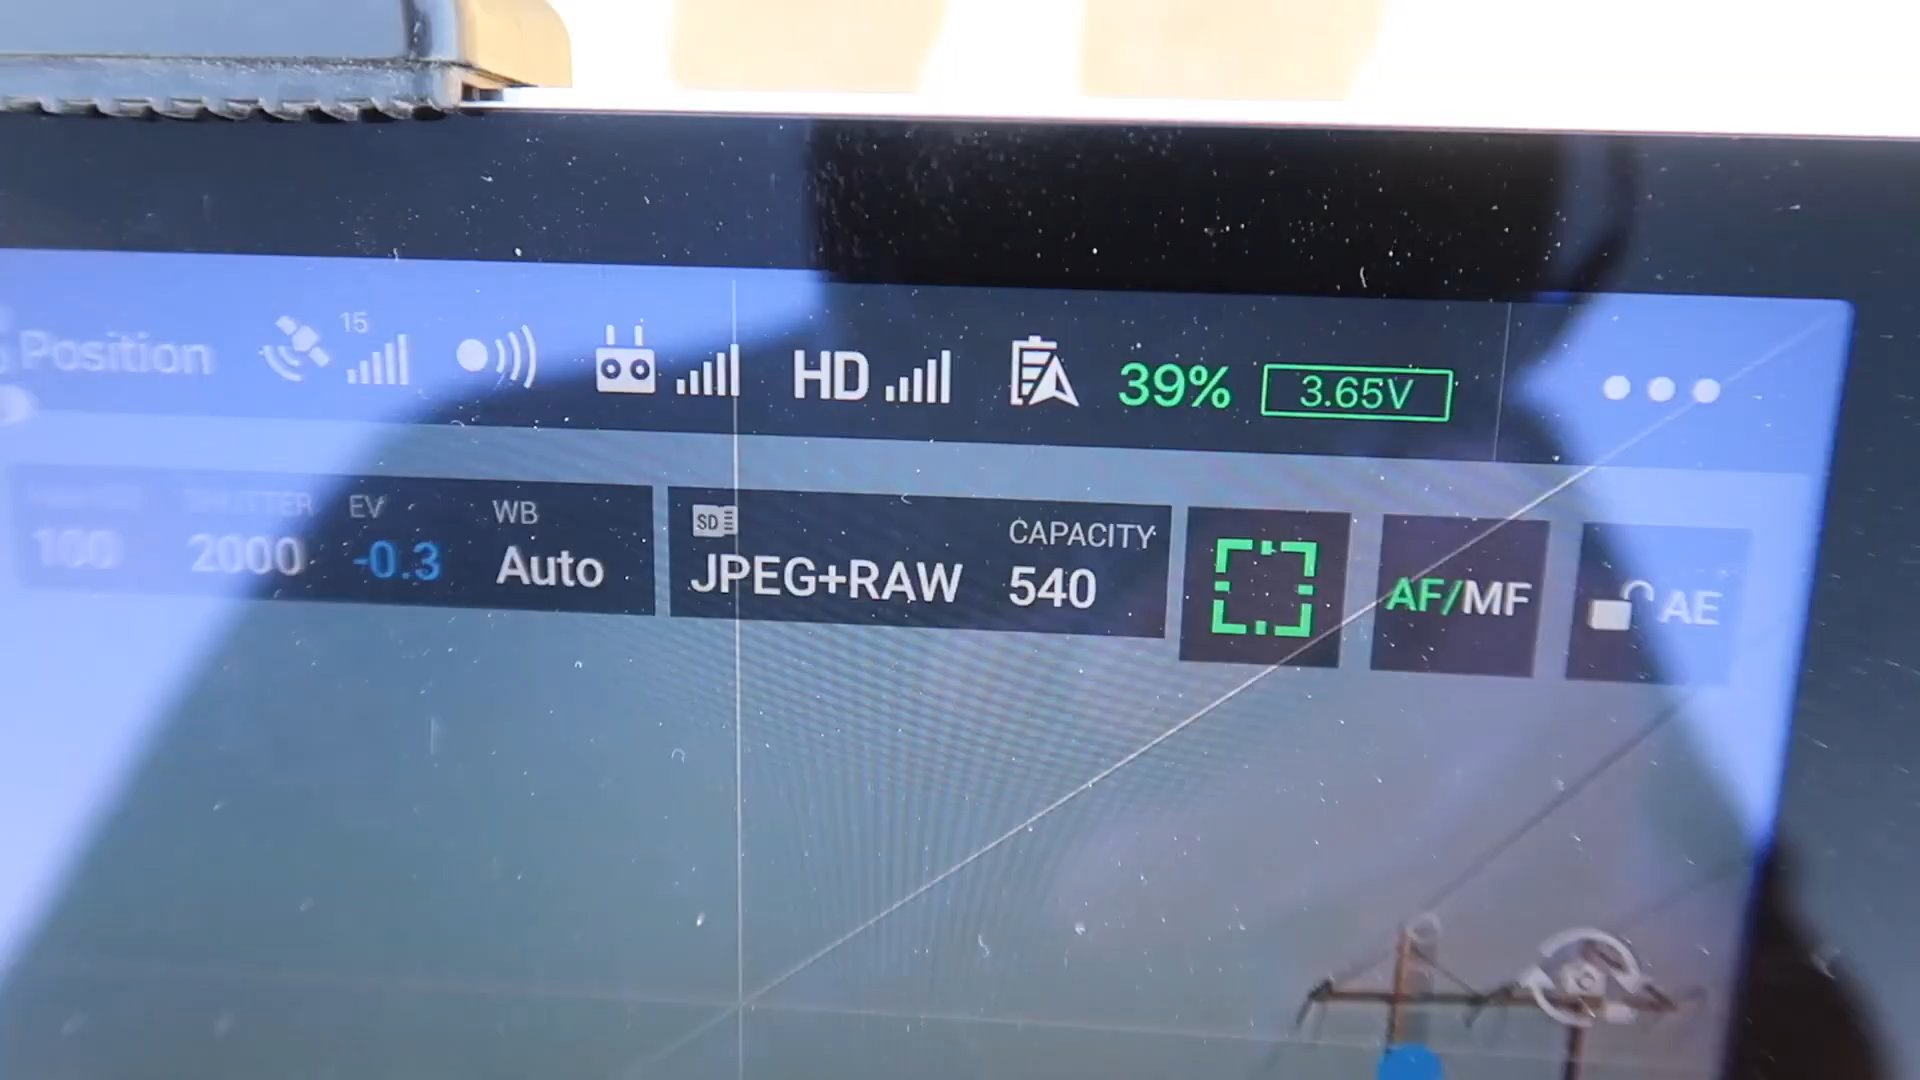 Position 15 HD 39% 3.65V
SHUTTER EV WB SD CAPACITY
100 2000 -0.3 Auto JPEG+RAW 540 AF/MF AE